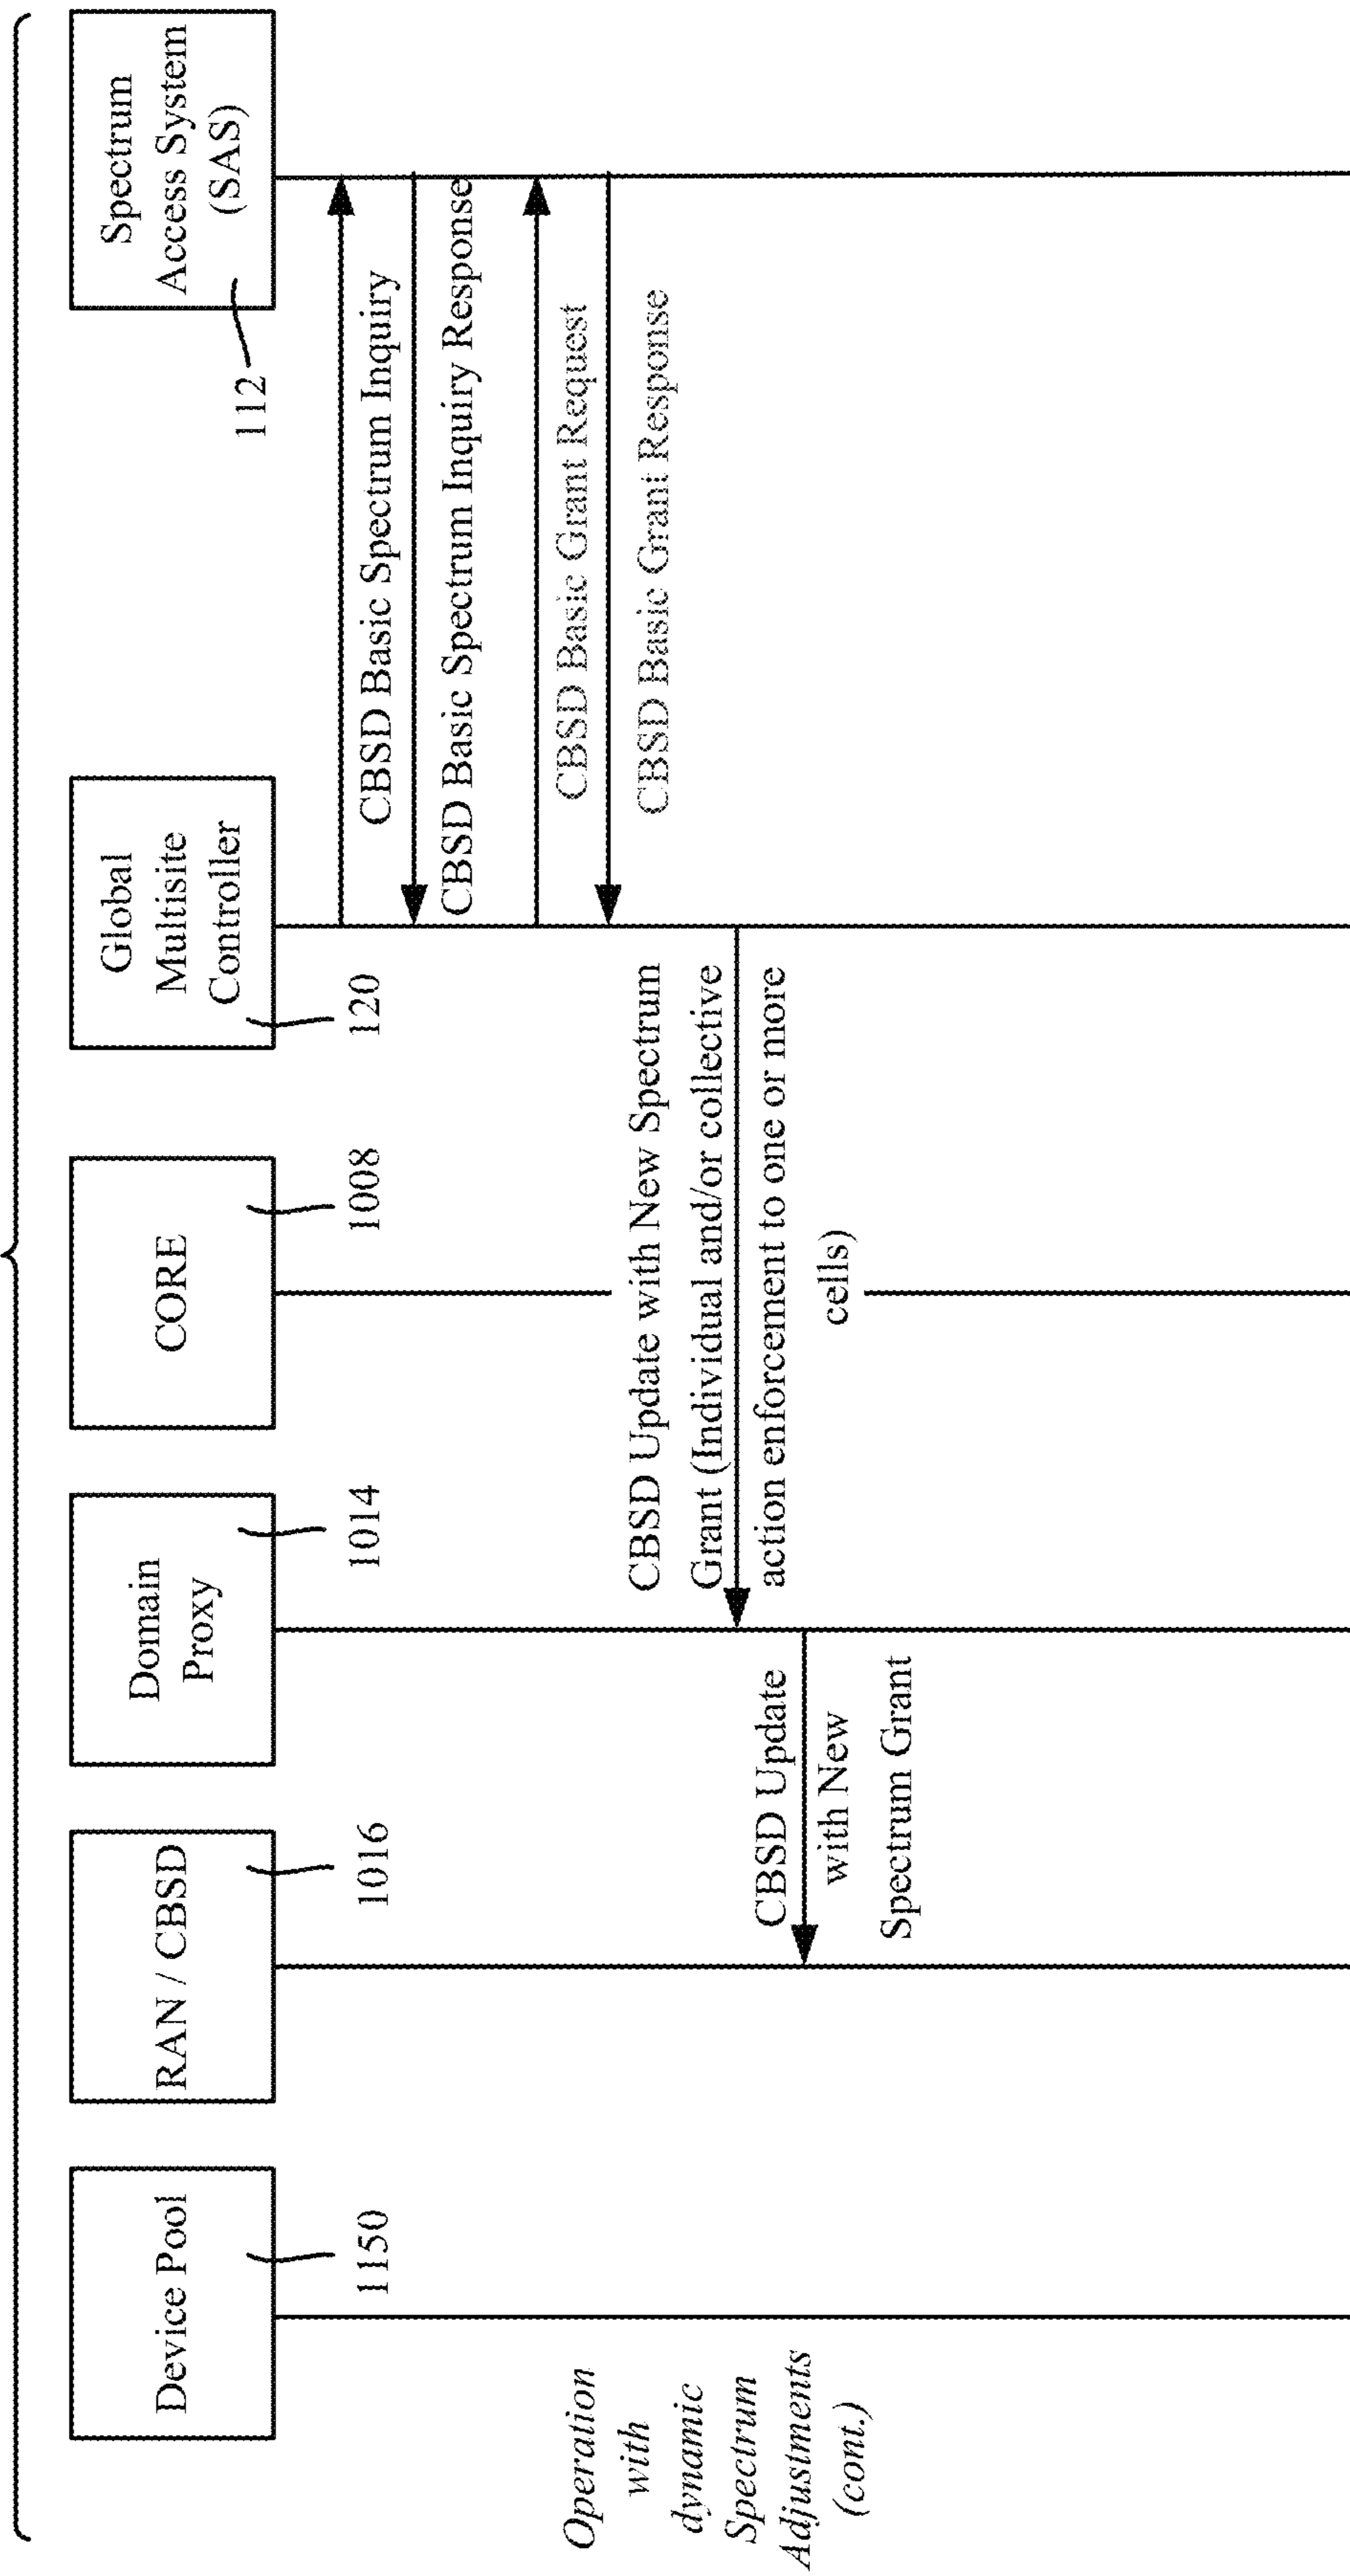 Device Pool
1150
RAN / CBSD
1016
Domain
Proxy
1014
CORE
1008
Global
Multisite
Controller
120
Spectrum
Access System
(SAS)
112
CBSD Basic Spectrum Inquiry
CBSD Basic Spectrum Inquiry Response
CBSD Basic Grant Request
CBSD Basic Grant Response
CBSD Update with New Spectrum
Grant (Individual and/or collective
action enforcement to one or more
cells)
CBSD Update
with New
Spectrum Grant
Operation
with
dynamic
Spectrum
Adjustments
(cont.)